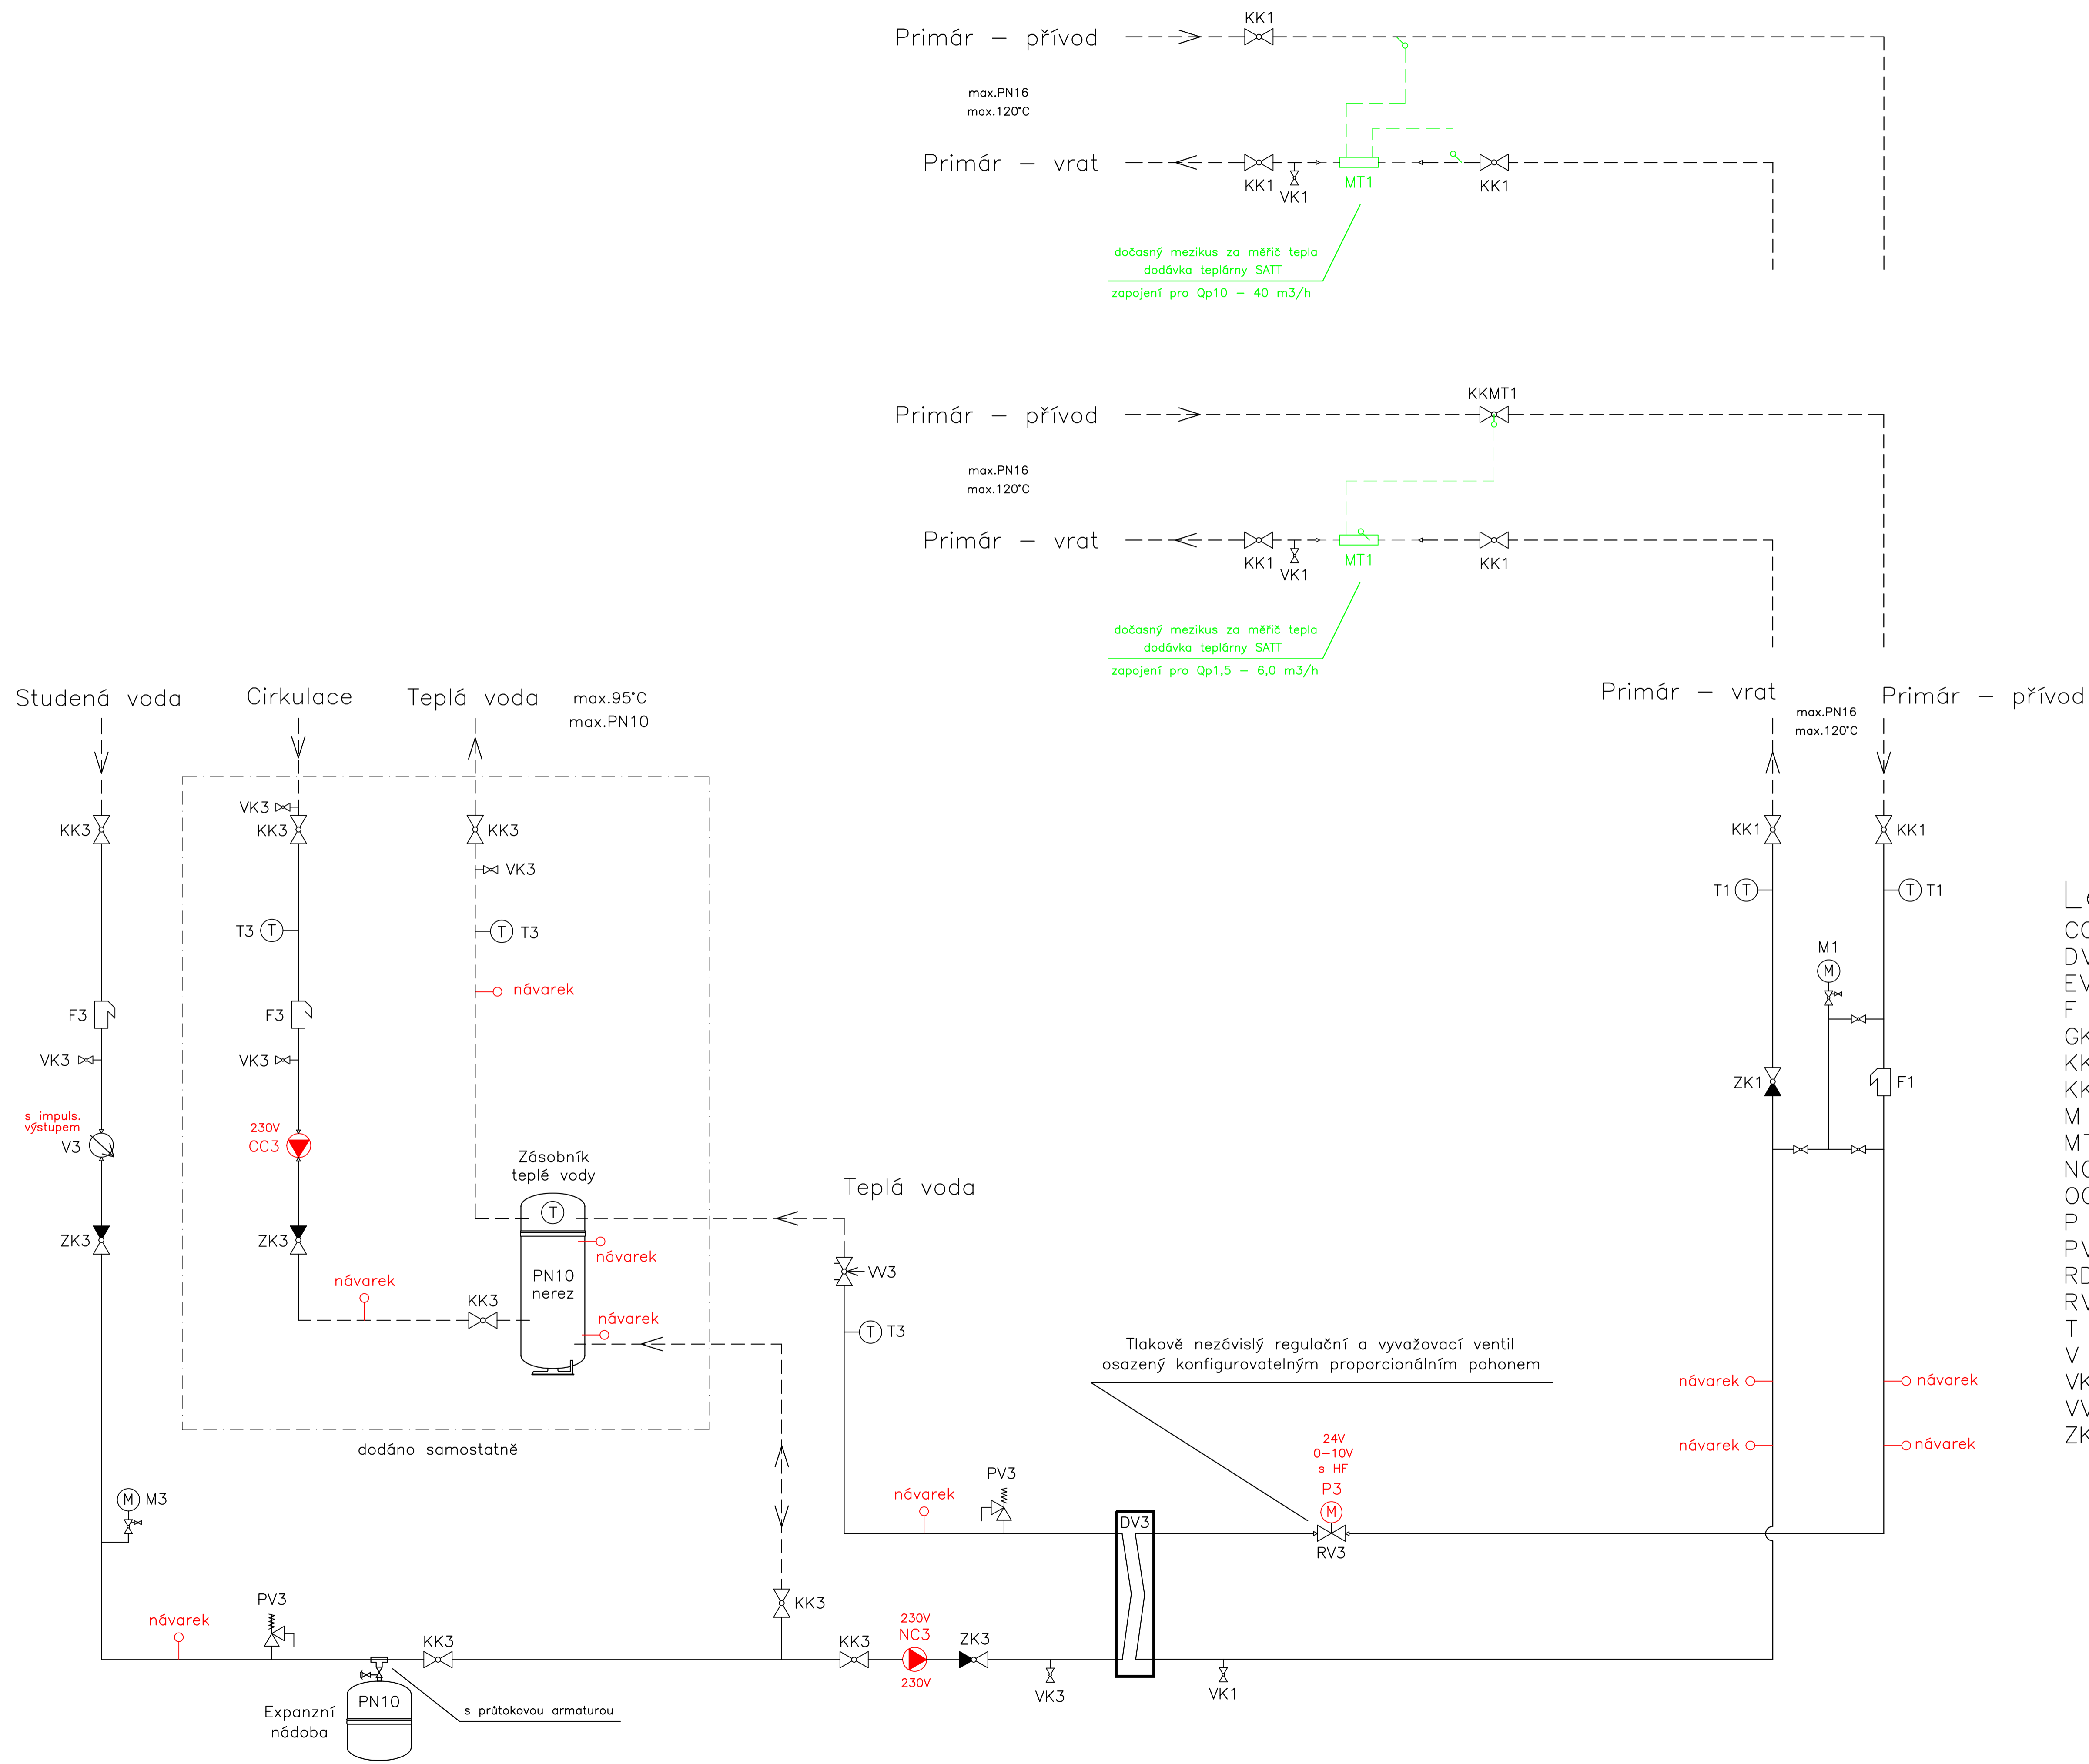 KK1
Primár – přívod
max.PN16
max.120°C
Primár – vrat
KK1
VK1
MT1
KK1
dočasný mezikus za měřič tepla
dodávka teplárny SATT
zapojení pro Qp10 – 40 m3/h
KKMT1
Primár – přívod
max.PN16
max.120°C
Primár – vrat
KK1
VK1
MT1
KK1
dočasný mezikus za měřič tepla
dodávka teplárny SATT
zapojení pro Qp1,5 – 6,0 m3/h
Studená voda
Cirkulace
Teplá voda
max.95°C
max.PN10
Primár – vrat
max.PN16
max.120°C
Primár – přívod
VK3
KK3
KK3
KK3
VK3
KK1
KK1
T1
T
T
T1
T3
T
T
T3
M1
M
návarek
F3
F3
VK3
VK3
ZK1
F1
s impuls.
výstupem
V3
230V
CC3
Zásobník
teplé vody
T
PN10
nerez
Teplá voda
ZK3
ZK3
návarek
návarek
KK3
návarek
VV3
T
T3
Tlakově nezávislý regulační a vyvažovací ventil
osazený konfigurovatelným proporcionálním pohonem
návarek
návarek
návarek
návarek
dodáno samostatně
24V
0–10V
s HF
P3
M
RV3
M
M3
návarek
PV3
DV3
návarek
PV3
KK3
KK3
KK3
230V
NC3
230V
ZK3
VK3
VK1
PN10
Expanzní
nádoba
s průtokovou armaturou
F
M
P
T
V